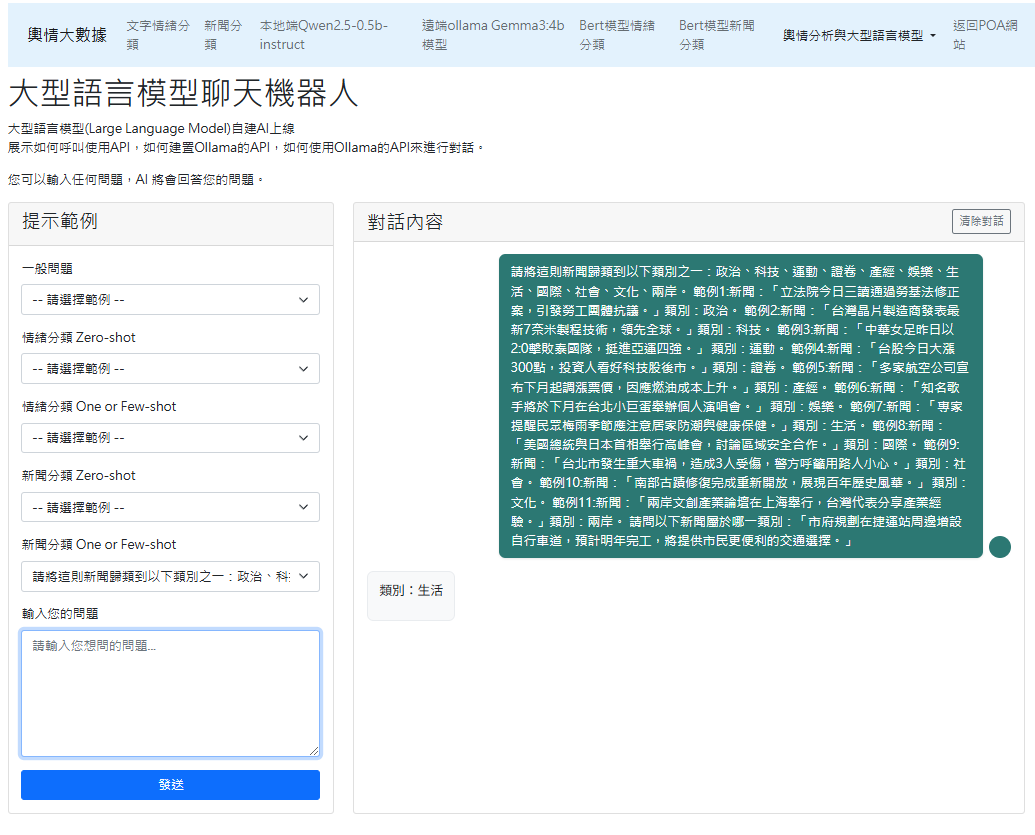 輿情大數據
文字情緒分
類
新聞分
類
本地端Qwen2.5-0.5b-
instruct
遠端ollama Gemma3:4b
模型
Bert模型情緒
分類
Bert模型新聞
分類
輿情分析與大型語言模型
返回POA網
站
大型語言模型聊天機器人
大型語言模型(Large Language Model)自建AI上線
展示如何呼叫使用API，如何建置Ollama的API，如何使用Ollama的API來進行對話。
您可以輸入任何問題，AI 將會回答您的問題。
提示範例
一般問題
-- 請選擇範例 --
情緒分類 Zero-shot
-- 請選擇範例 --
情緒分類 One or Few-shot
-- 請選擇範例 --
新聞分類 Zero-shot
-- 請選擇範例 --
新聞分類 One or Few-shot
請將這則新聞歸類到以下類別之一：政治、科
輸入您的問題
請輸入您想問的問題...
發送
對話內容
清除對話
請將這則新聞歸類到以下類別之一：政治、科技、運動、證卷、產經、娛樂、生
活、國際、社會、文化、兩岸。 範例1:新聞：「立法院今日三讀通過勞基法修正
案，引發勞工團體抗議。」類別：政治。 範例2:新聞：「台灣晶片製造商發表最
新7奈米製程技術，領先全球。」類別：科技。 範例3:新聞：「中華女足昨日以
2:0擊敗泰國隊，挺進亞運四強。」 類別：運動。 範例4:新聞：「台股今日大漲
300點，投資人看好科技股後市。」類別：證卷。 範例5:新聞：「多家航空公司宣
布下月起調漲票價，因應燃油成本上升。」類別：產經。 範例6:新聞：「知名歌
手將於下月在台北小巨蛋舉辦個人演唱會。」 類別：娛樂。 範例7:新聞：「專家
提醒民眾梅雨季節應注意居家防潮與健康保健。」類別：生活。 範例8:新聞：
「美國總統與日本首相舉行高峰會，討論區域安全合作。」類別：國際。 範例9:
新聞：「台北市發生重大車禍，造成3人受傷，警方呼籲用路人小心。」類別：社
會。 範例10:新聞：「南部古蹟修復完成重新開放，展現百年歷史風華。」 類別：
文化。 範例11:新聞：「兩岸文創產業論壇在上海舉行，台灣代表分享產業經
驗。」類別：兩岸。 請問以下新聞屬於哪一類別：「市府規劃在捷運站周邊增設
自行車道，預計明年完工，將提供市民更便利的交通選擇。」
類別：生活